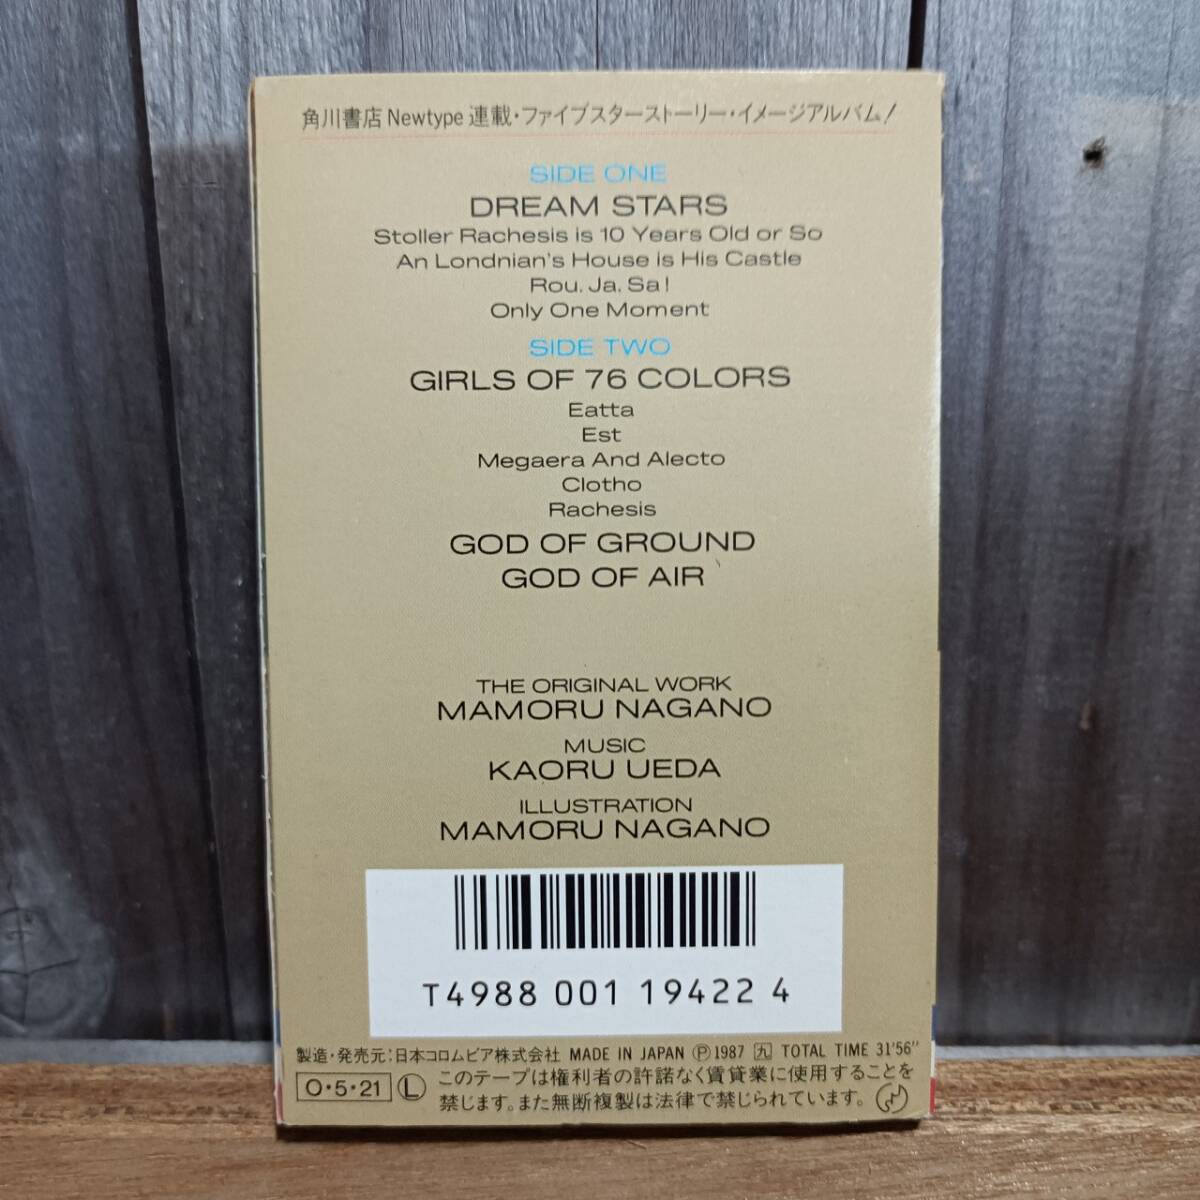 角川書店 Newtype 連載・ファイブスターストーリー・イメージアルバム!
SIDE ONE
DREAM STARS
Stoller Rachesis is 10 Years Old or So
An Londnian's House is His Castle
Rou. Ja. Sa!
Only One Moment
SIDE TWO
GIRLS OF 76 COLORS
Eatta
Est
Megaera And Alecto
Clotho
Rachesis
GOD OF GROUND
GOD OF AIR
THE ORIGINAL WORK
MAMORU NAGANO
MUSIC
KAORU UEDA
ILLUSTRATION
MAMORU NAGANO
T4988 001 19422 4
製造・発売元:日本コロムビア株式会社 MADE IN JAPAN Ⓟ1987 九 TOTAL TIME 31'56"
O・5・21 Ⓛ このテープは権利者の許諾なく賃貸業に使用することを
禁じます。また無断複製は法律で禁じられています。